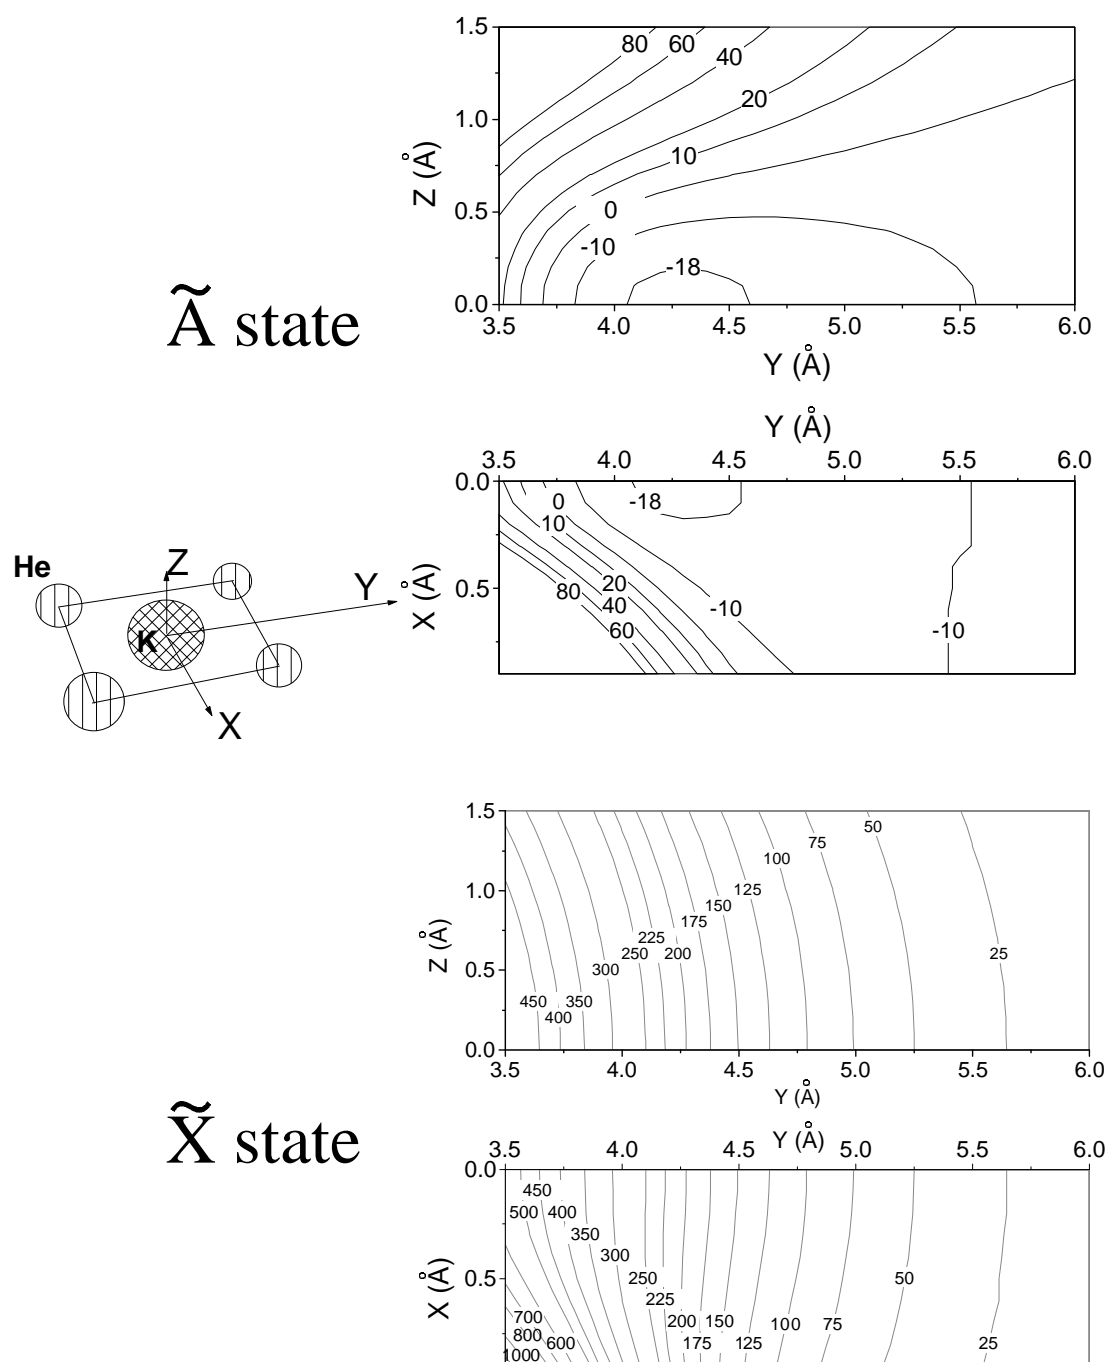 1.5
80 60
40
20
1.0
10
Z (Å)
0.5
0
-10
-18
0.0
3.5 4.0 4.5 5.0 5.5 6.0
Y (Å)
Ã state
Y (Å)
3.5 4.0 4.5 5.0 5.5 6.0
0.0
0 -18
10
X (Å)
0.5
80 20
40 -10
60 -10
He
Z
Y
K
X
1.5
50
75
100
1.0
125
150
175
225
Z (Å)
250 200 25
300
0.5
450 350
400
0.0
3.5 4.0 4.5 5.0 5.5 6.0
Y (Å)
X̃ state
Y (Å)
3.5 4.0 4.5 5.0 5.5 6.0
0.0
450
500 400
350
300
X (Å)
0.5
250 50
225
700 200 150 100 75
800 600 175 125 25
1000